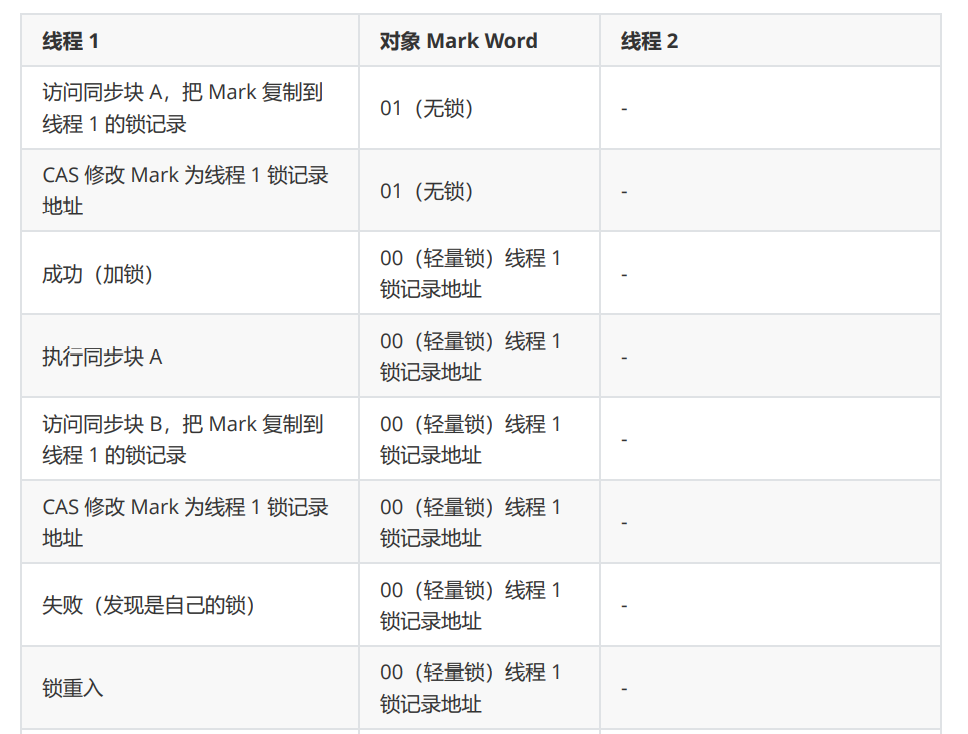 线程 1 对象 Mark Word 线程 2
访问同步块 A，把 Mark 复制到
线程 1 的锁记录
01（无锁）
-
CAS 修改 Mark 为线程 1 锁记录
地址
01（无锁）
-
成功（加锁）
00（轻量锁）线程 1
锁记录地址
-
执行同步块 A
00（轻量锁）线程 1
锁记录地址
-
访问同步块 B，把 Mark 复制到
线程 1 的锁记录
00（轻量锁）线程 1
锁记录地址
-
CAS 修改 Mark 为线程 1 锁记录
地址
00（轻量锁）线程 1
锁记录地址
-
失败（发现是自己的锁）
00（轻量锁）线程 1
锁记录地址
-
锁重入
00（轻量锁）线程 1
锁记录地址
-